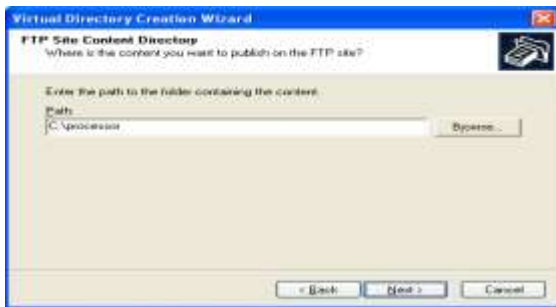 Virtual Directory Creation Wizard
FTP Site Content Directory
Where is the content you want to publish on the FTP site?
Enter the path to the folder containing the content.
Path:
C:\processor
Browse...
< Back
Next >
Cancel